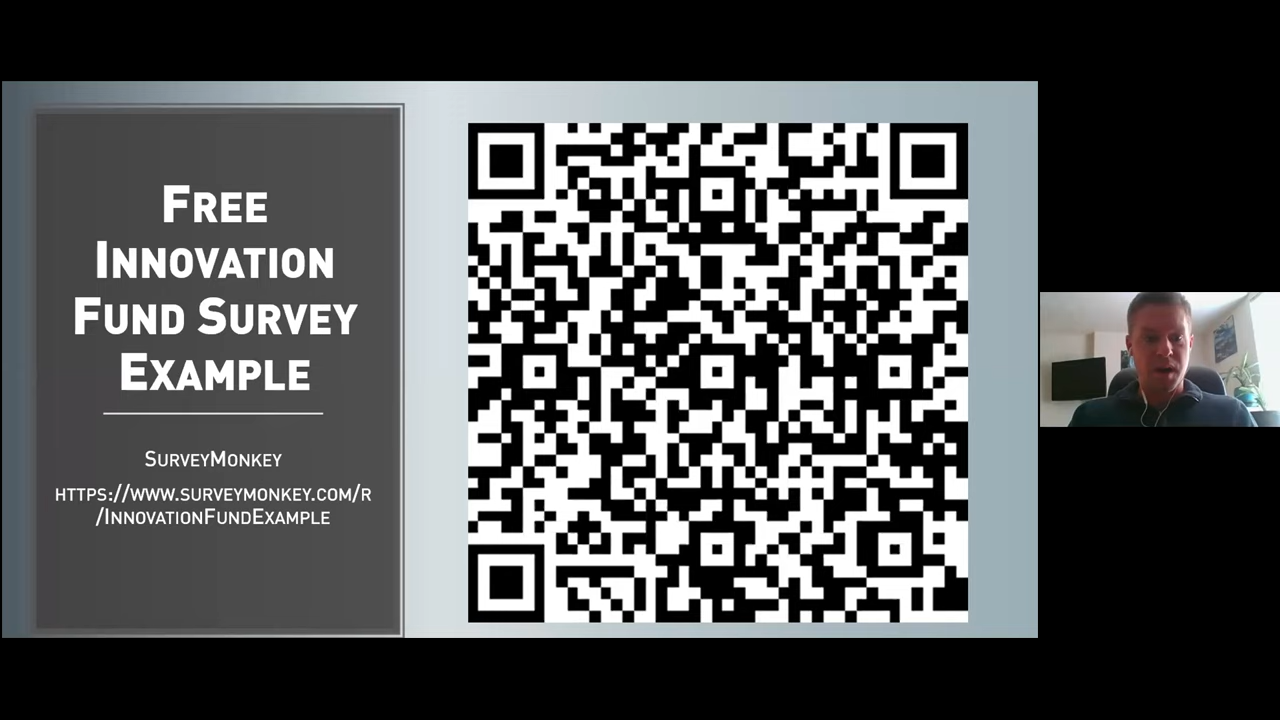 Free
Innovation
Fund Survey
Example
SurveyMonkey
https://www.surveymonkey.com/r
/InnovationFundExample